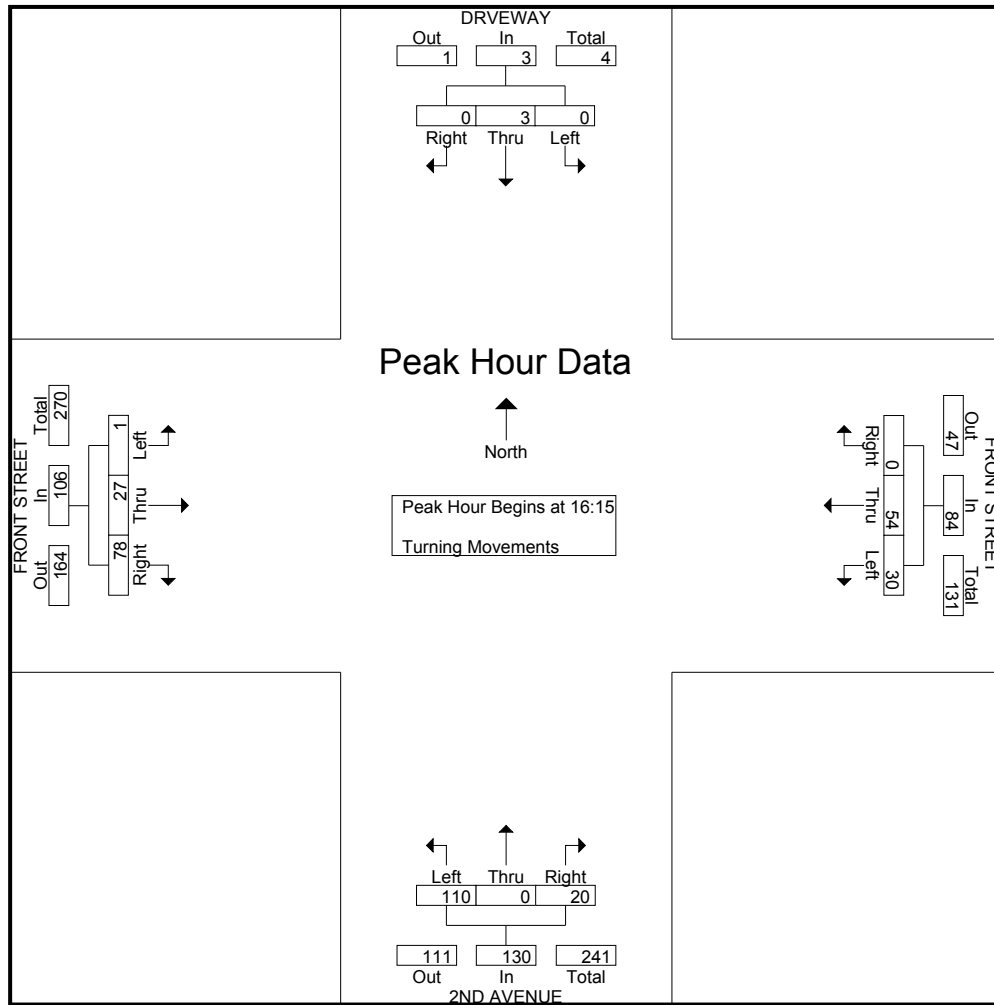 DRVEWAY
Out In Total
1 3 4
0 3 0
Right Thru Left
Peak Hour Data
North
Peak Hour Begins at 16:15
Turning Movements
FRONT STREET
Out In Total
164 106 270
Right Thru Left
78 27 1
FRONT STREET
Out In Total
47 84 131
Right Thru Left
0 54 30
Left Thru Right
110 0 20
111 130 241
Out In Total
2ND AVENUE